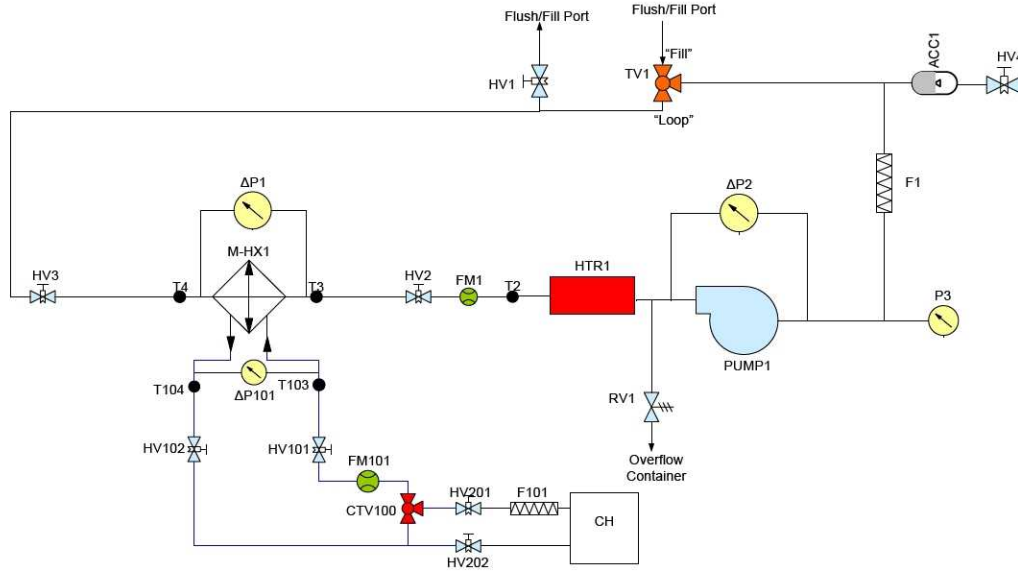 Flush/Fill Port
Flush/Fill Port
"Fill"
HV1
TV1
"Loop"
ACC1
HV4
F1
ΔP1
ΔP2
M-HX1
HV3
T4
T3
HV2
FM1
T2
HTR1
P3
PUMP1
T104
ΔP101
T103
RV1
HV102
HV101
FM101
Overflow
Container
CTV100
HV201
F101
CH
HV202